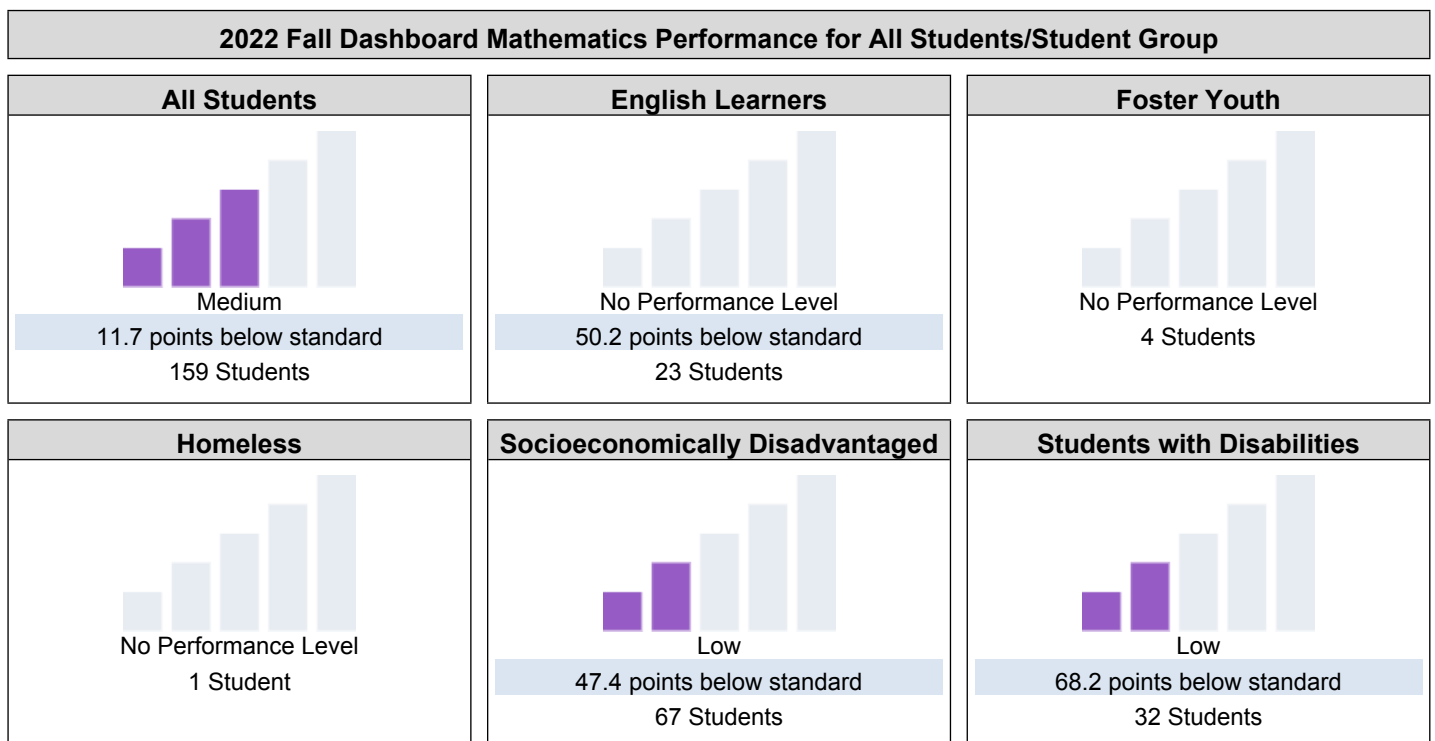 2022 Fall Dashboard Mathematics Performance for All Students/Student Group
All Students
Medium
11.7 points below standard
159 Students
English Learners
No Performance Level
50.2 points below standard
23 Students
Foster Youth
No Performance Level
4 Students
Homeless
No Performance Level
1 Student
Socioeconomically Disadvantaged
Low
47.4 points below standard
67 Students
Students with Disabilities
Low
68.2 points below standard
32 Students